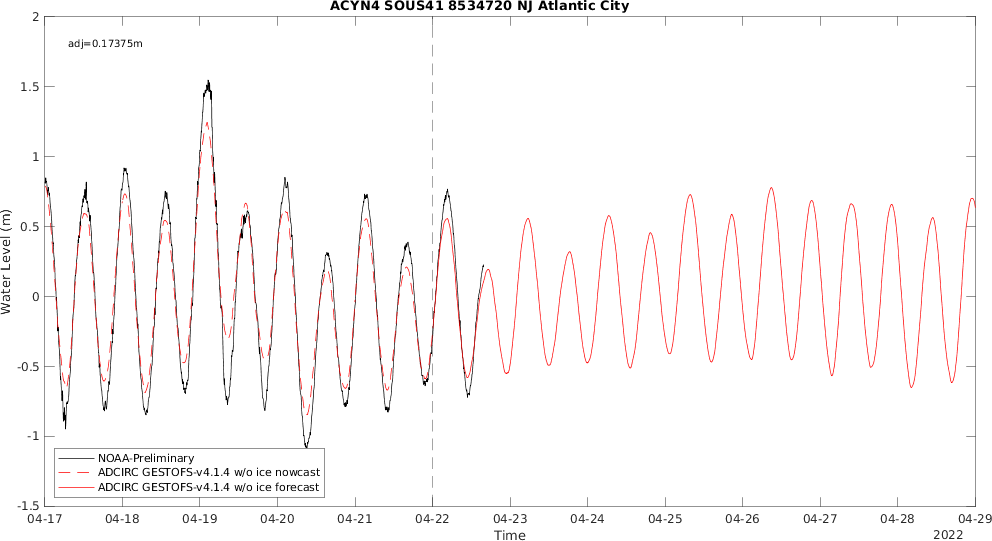 ACYN4 SOUS41 8534720 NJ Atlantic City
adj=0.17375m
2
1.5
1
0.5
0
-0.5
-1
-1.5
Water Level (m)
NOAA-Preliminary
ADCIRC GESTOFS-v4.1.4 w/o ice nowcast
ADCIRC GESTOFS-v4.1.4 w/o ice forecast
04-17 04-18 04-19 04-20 04-21 04-22 04-23 04-24 04-25 04-26 04-27 04-28 04-29
Time
2022